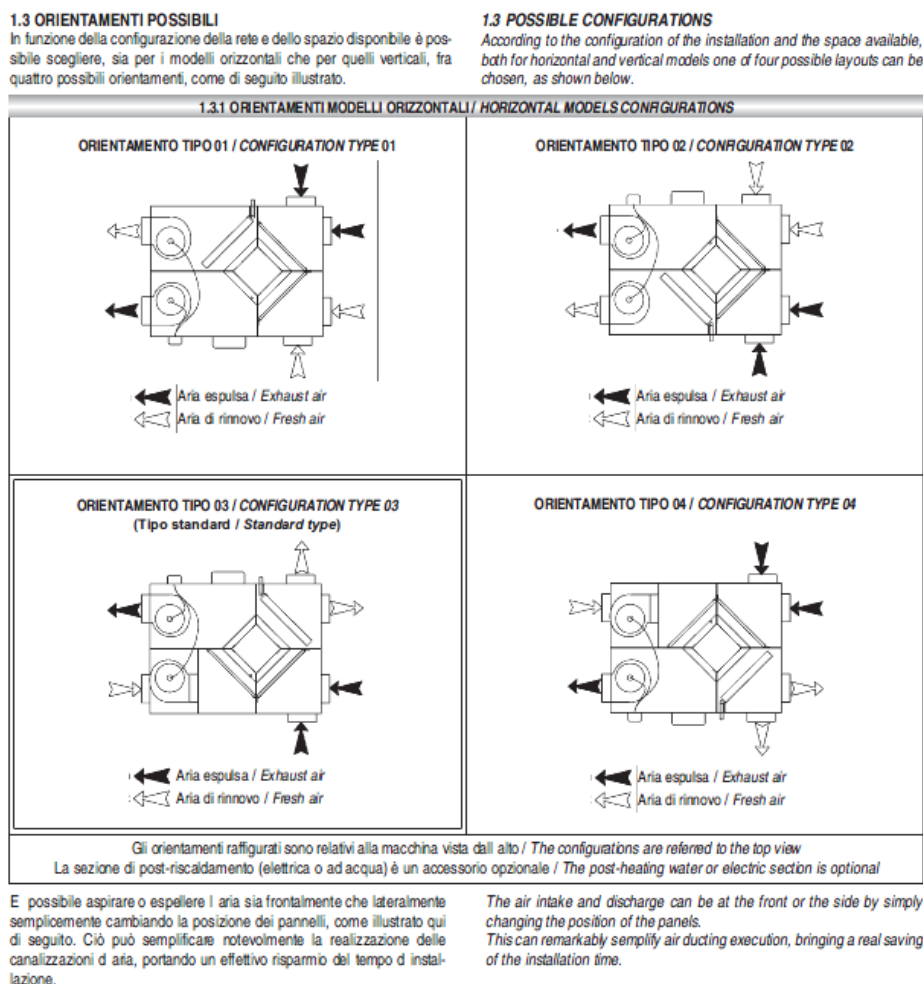 1.3 ORIENTAMENTI POSSIBILI
In funzione della configurazione della rete e dello spazio disponibile è pos-
sibile scegliere, sia per i modelli orizzontali che per quelli verticali, fra
quattro possibili orientamenti, come di seguito illustrato.
1.3 POSSIBLE CONFIGURATIONS
According to the configuration of the installation and the space available,
both for horizontal and vertical models one of four possible layouts can be
chosen, as shown below.
1.3.1 ORIENTAMENTI MODELLI ORIZZONTALI / HORIZONTAL MODELS CONFIGURATIONS
ORIENTAMENTO TIPO 01 / CONFIGURATION TYPE 01
Aria espulsa / Exhaust air
Aria di rinnovo / Fresh air
ORIENTAMENTO TIPO 02 / CONFIGURATION TYPE 02
Aria espulsa / Exhaust air
Aria di rinnovo / Fresh air
ORIENTAMENTO TIPO 03 / CONFIGURATION TYPE 03
(Tipo standard / Standard type)
Aria espulsa / Exhaust air
Aria di rinnovo / Fresh air
ORIENTAMENTO TIPO 04 / CONFIGURATION TYPE 04
Aria espulsa / Exhaust air
Aria di rinnovo / Fresh air
Gli orientamenti raffigurati sono relativi alla macchina vista dall alto / The configurations are referred to the top view
La sezione di post-riscaldamento (elettrica o ad acqua) è un accessorio opzionale / The post-heating water or electric section is optional
E possibile aspirare o espellere l aria sia frontalmente che lateralmente
semplicemente cambiando la posizione dei pannelli, come illustrato qui
di seguito. Ciò può semplificare notevolmente la realizzazione delle
canalizzazioni d aria, portando un effettivo risparmio del tempo d instal-
lazione.
The air intake and discharge can be at the front or the side by simply
changing the position of the panels.
This can remarkably semplify air ducting execution, bringing a real saving
of the installation time.